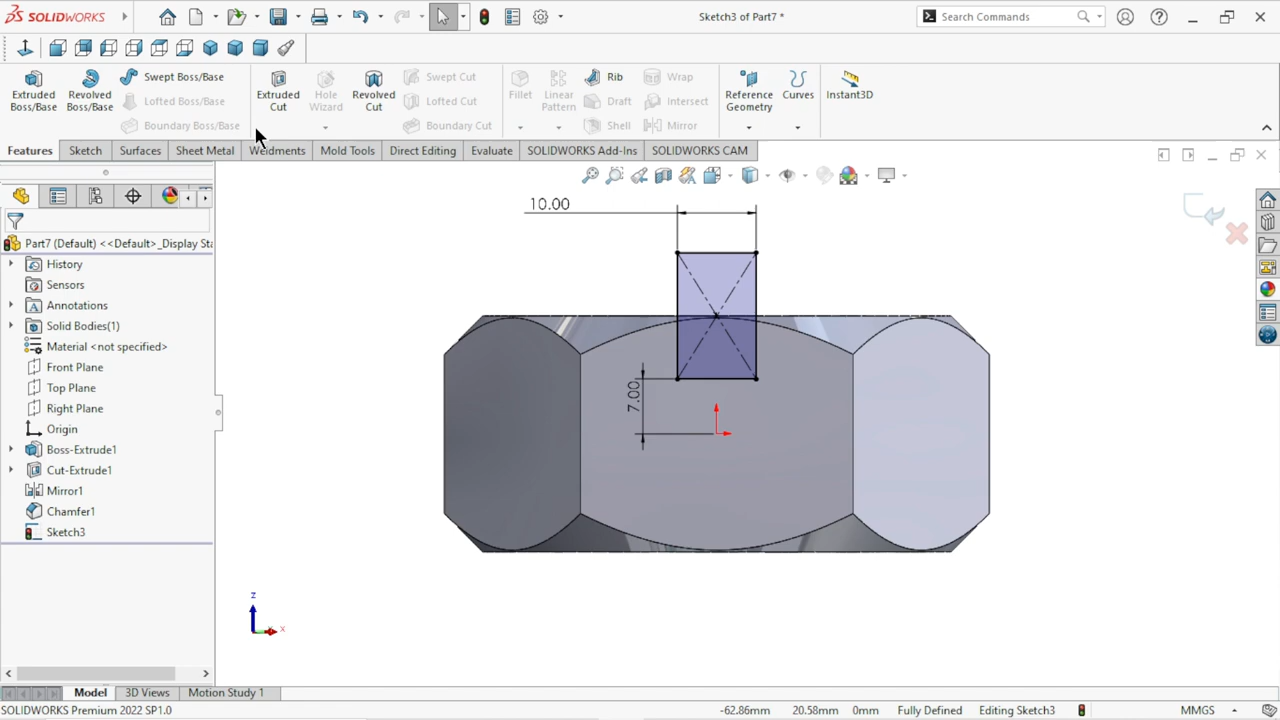 SOLIDWORKS
Sketch3 of Part7 *
Search Commands
Extruded Boss/Base
Revolved Boss/Base
Swept Boss/Base
Lofted Boss/Base
Boundary Boss/Base
Extruded Cut
Hole Wizard
Revolved Cut
Swept Cut
Lofted Cut
Boundary Cut
Fillet
Linear Pattern
Rib
Draft
Shell
Wrap
Intersect
Mirror
Reference Geometry
Curves
Instant3D
Features
Sketch
Surfaces
Sheet Metal
Weldments
Mold Tools
Direct Editing
Evaluate
SOLIDWORKS Add-Ins
SOLIDWORKS CAM
Part7 (Default) <<Default>_Display Sta
History
Sensors
Annotations
Solid Bodies(1)
Material <not specified>
Front Plane
Top Plane
Right Plane
Origin
Boss-Extrude1
Cut-Extrude1
Mirror1
Chamfer1
Sketch3
10.00
7.00
z
x
Model
3D Views
Motion Study 1
SOLIDWORKS Premium 2022 SP1.0
-62.86mm
20.58mm
0mm
Fully Defined
Editing Sketch3
MMGS